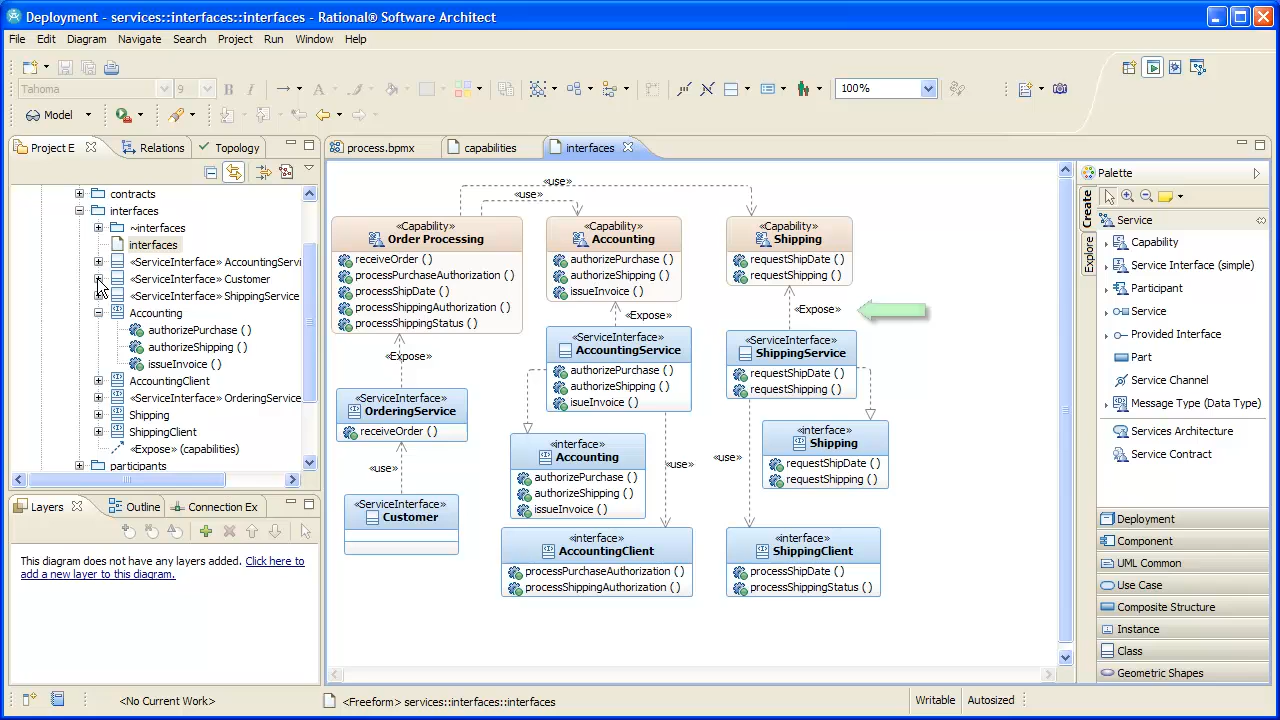 Deployment - services::interfaces::interfaces - Rational® Software Architect
File Edit Diagram Navigate Search Project Run Window Help
Tahoma 9 B I A 100%
Model
Project E Relations Topology
contracts
interfaces
~interfaces
interfaces
«ServiceInterface» AccountingServi
«ServiceInterface» Customer
«ServiceInterface» ShippingService
Accounting
authorizePurchase ( )
authorizeShipping ( )
issueInvoice ( )
AccountingClient
«ServiceInterface» OrderingService
Shipping
ShippingClient
«Expose» (capabilities)
participants
Layers Outline Connection Ex
This diagram does not have any layers added. Click here to
add a new layer to this diagram.
process.bpmx capabilities interfaces
«use»
«use»
«Capability»
Order Processing
receiveOrder ( )
processPurchaseAuthorization ( )
processShipDate ( )
processShippingAuthorization ( )
processShippingStatus ( )
«Capability»
Accounting
authorizePurchase ( )
authorizeShipping ( )
issueInvoice ( )
«Capability»
Shipping
requestShipDate ( )
requestShipping ( )
«Expose»
«Expose»
«Expose»
«ServiceInterface»
OrderingService
receiveOrder ( )
«use»
«ServiceInterface»
Customer
«ServiceInterface»
AccountingService
authorizePurchase ( )
authorizeShipping ( )
isueInvoice ( )
«interface»
Accounting
authorizePurchase ( )
authorizeShipping ( )
issueInvoice ( )
«use»
«interface»
AccountingClient
processPurchaseAuthorization ( )
processShippingAuthorization ( )
«ServiceInterface»
ShippingService
requestShipDate ( )
requestShipping ( )
«use»
«interface»
Shipping
requestShipDate ( )
requestShipping ( )
«interface»
ShippingClient
processShipDate ( )
processShippingStatus ( )
Palette
Create
Explore
Service
Capability
Service Interface (simple)
Participant
Service
Provided Interface
Part
Service Channel
Message Type (Data Type)
Services Architecture
Service Contract
Deployment
Component
UML Common
Use Case
Composite Structure
Instance
Class
Geometric Shapes
<No Current Work> <Freeform> services::interfaces::interfaces Writable Autosized